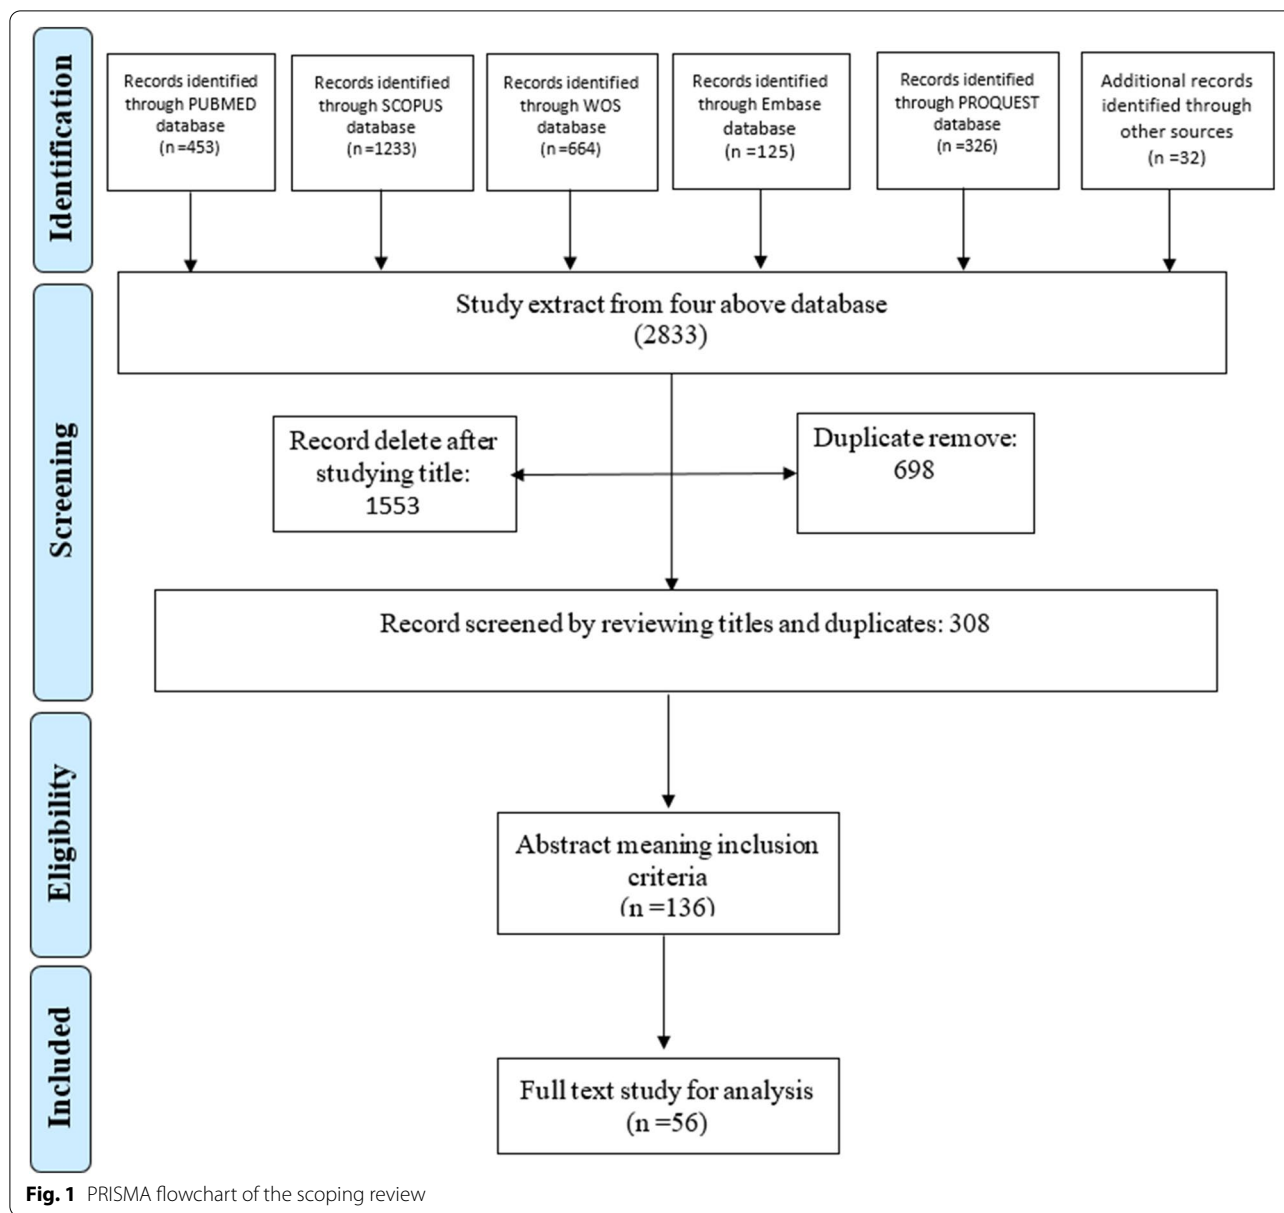 Identification
Records identified
through PUBMED
database
(n =453)
Records identified
through SCOPUS
database
(n =1233)
Records identified
through WOS
database
(n =664)
Records identified
through Embase
database
(n =125)
Records identified
through PROQUEST
database
(n =326)
Additional records
identified through
other sources
(n =32)
Screening
Study extract from four above database
(2833)
Record delete after
studying title:
1553
Duplicate remove:
698
Record screened by reviewing titles and duplicates: 308
Eligibility
Abstract meaning inclusion
criteria
(n =136)
Included
Full text study for analysis
(n =56)
Fig. 1 PRISMA flowchart of the scoping review